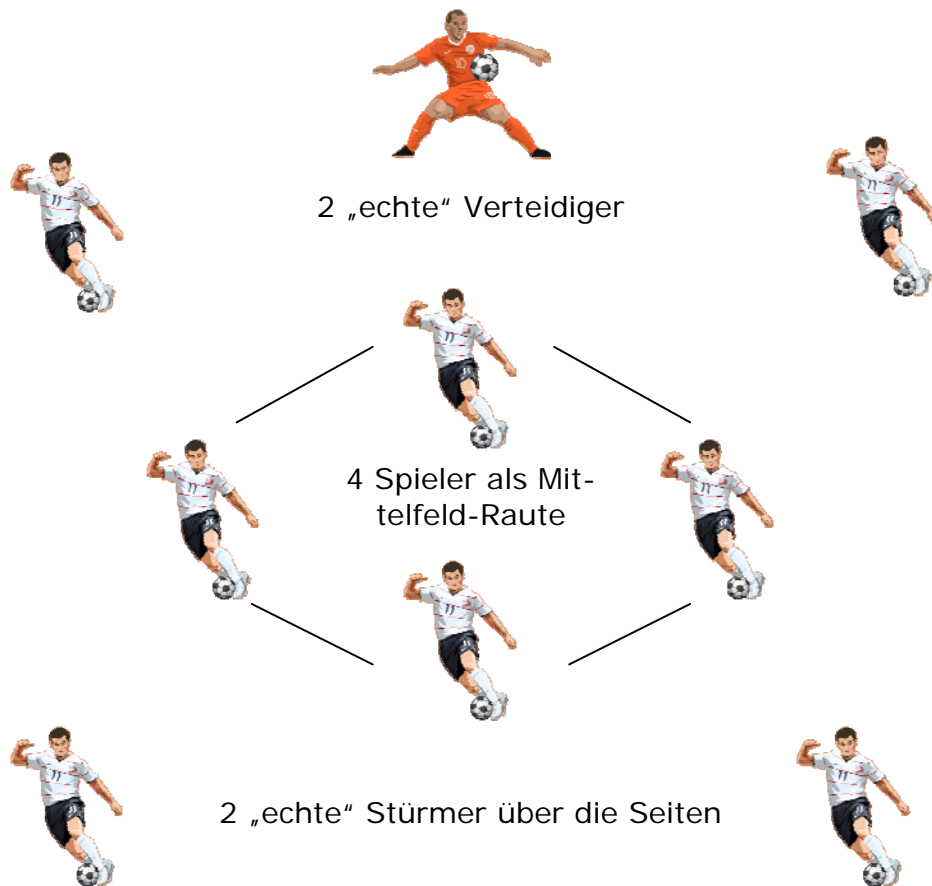 2 „echte“ Verteidiger
4 Spieler als Mit-
telfeld-Raute
2 „echte“ Stürmer über die Seiten